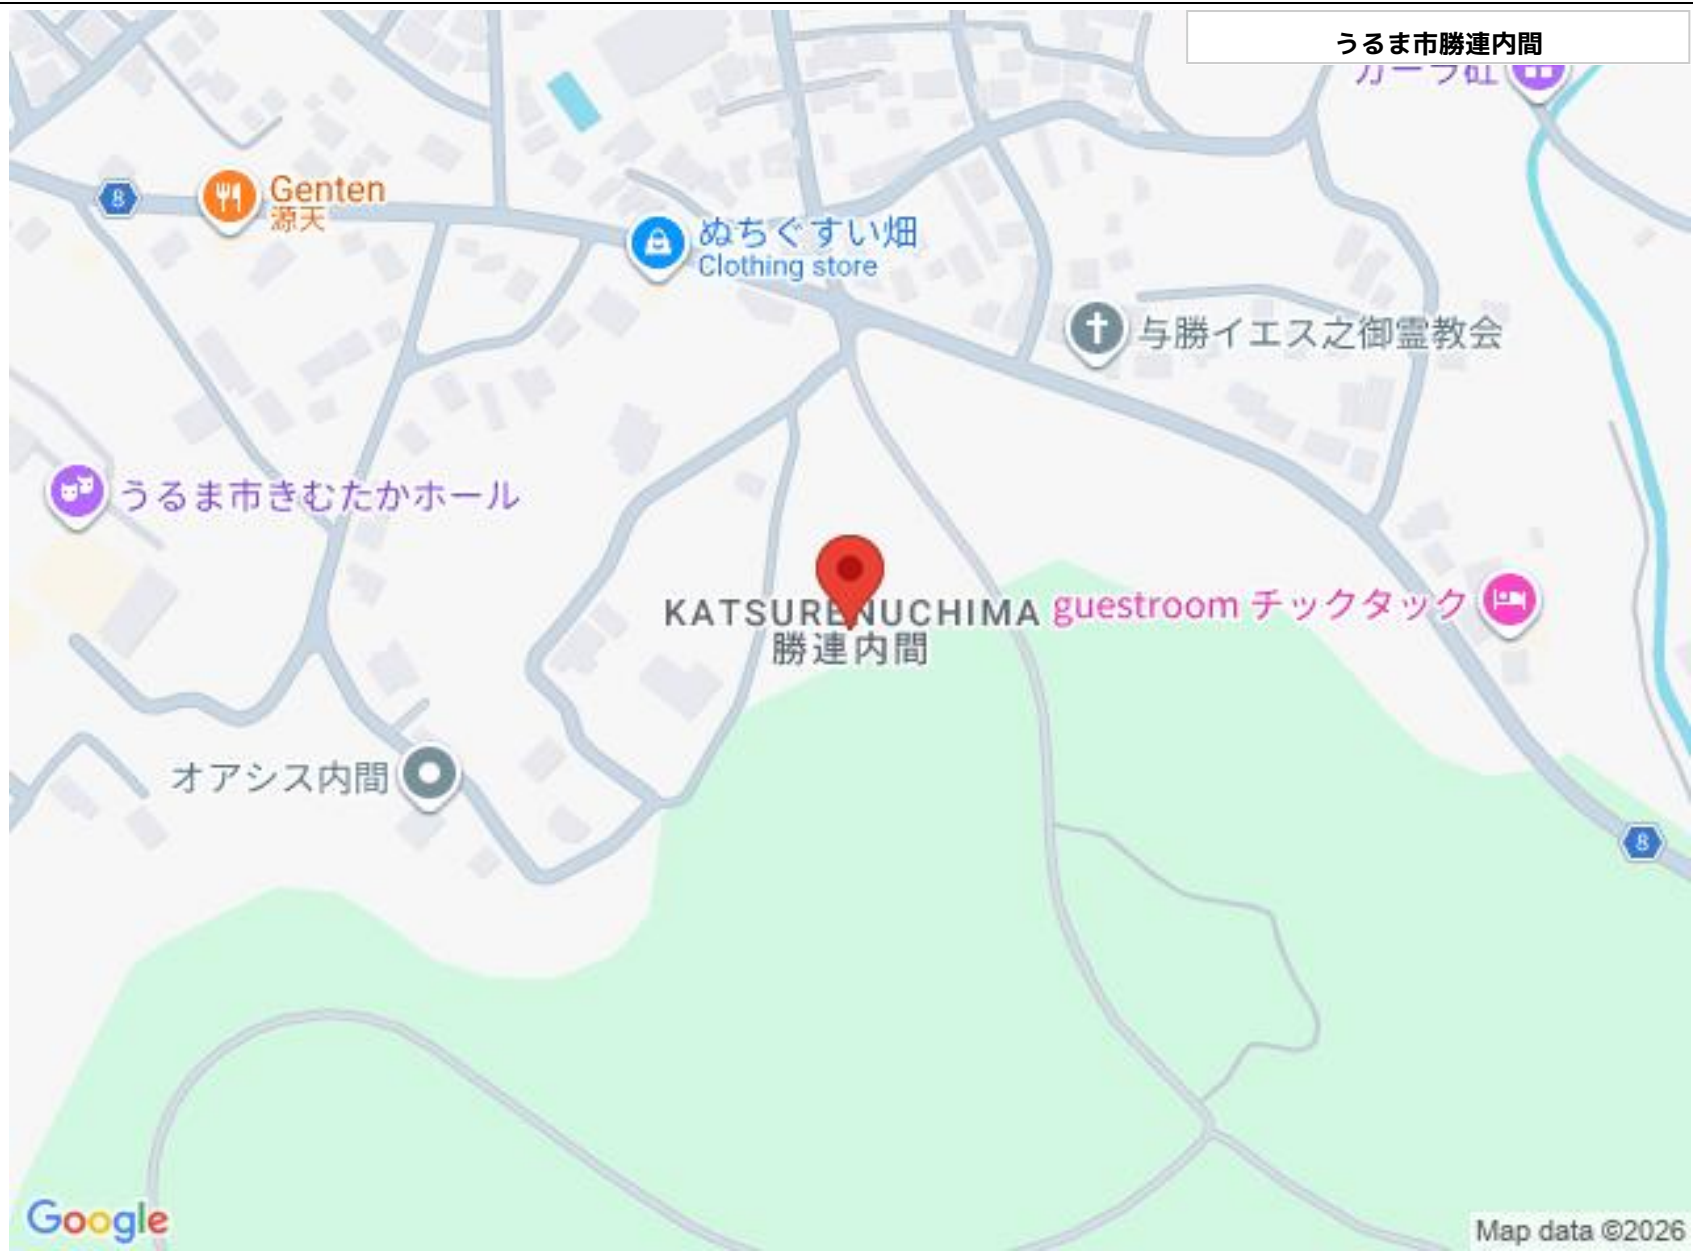 うるま市勝連内間
8
Genten
源天
ぬちぐすい畑
Clothing store
与勝イエス之御霊教会
うるま市きむたかホール
KATSURENUCHIMA
勝連内間
guestroom チックタック
オアシス内間
8
Google
Map data ©2026